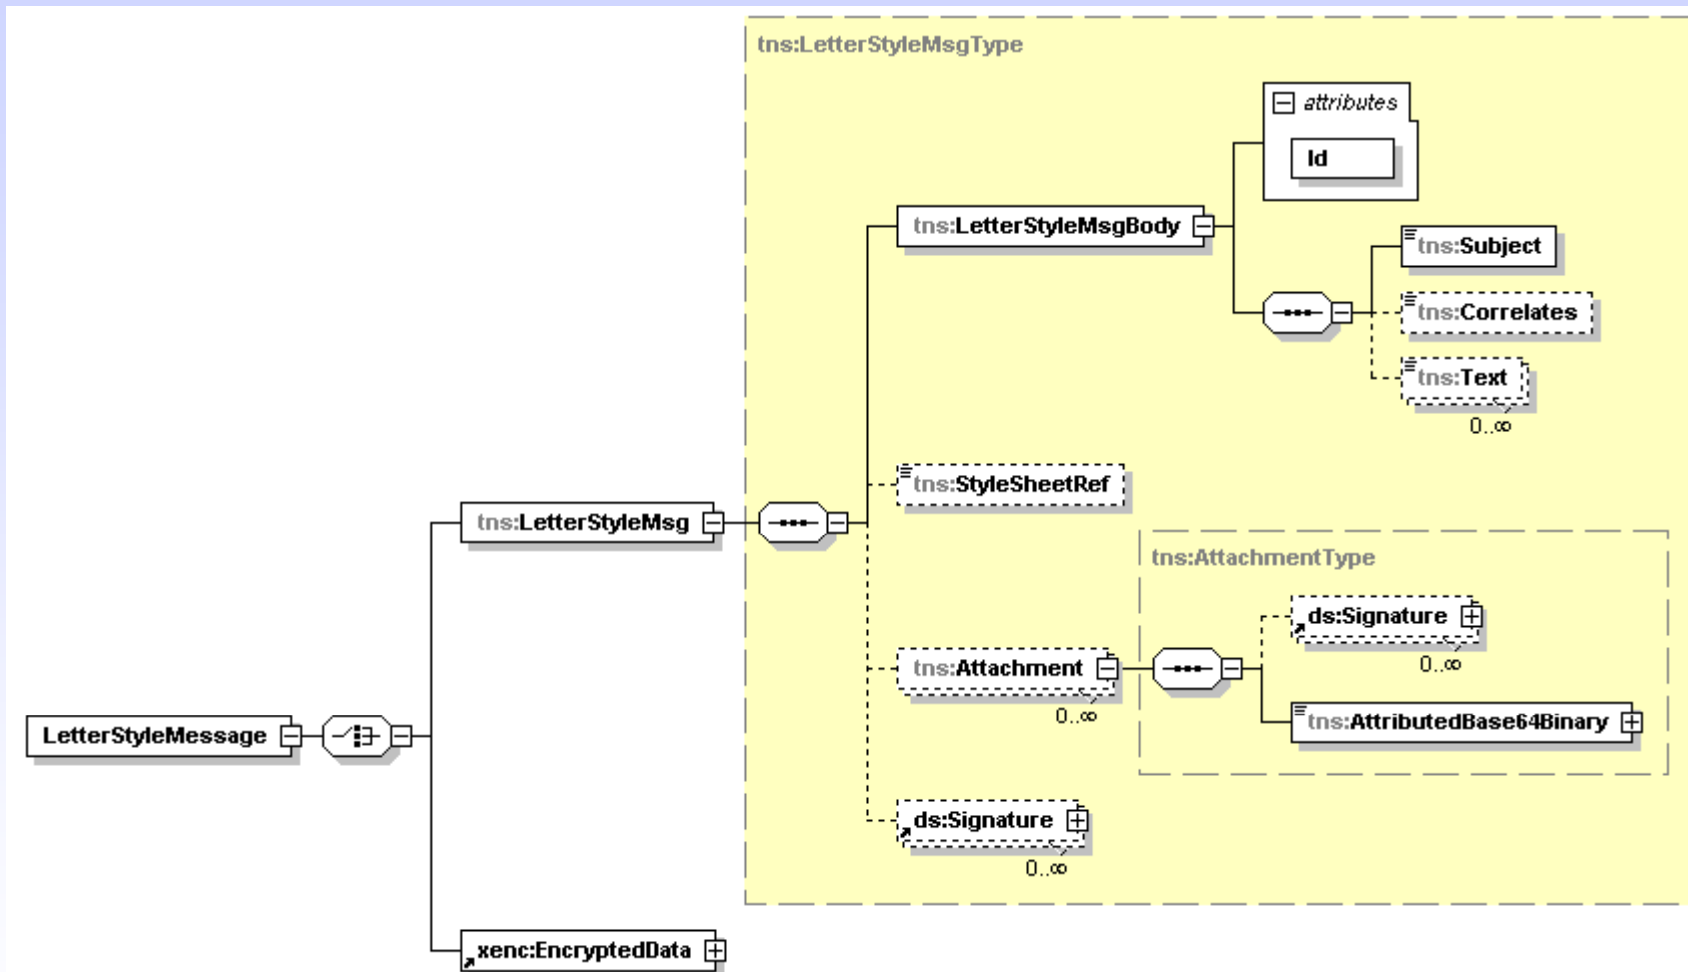 tns:LetterStyleMsgType
attributes
Id
tns:LetterStyleMsgBody
tns:Subject
tns:Correlates
tns:Text
0..∞
tns:StyleSheetRef
tns:LetterStyleMsg
tns:AttachmentType
ds:Signature
0..∞
tns:Attachment
0..∞
tns:AttributedBase64Binary
LetterStyleMessage
ds:Signature
0..∞
xenc:EncryptedData